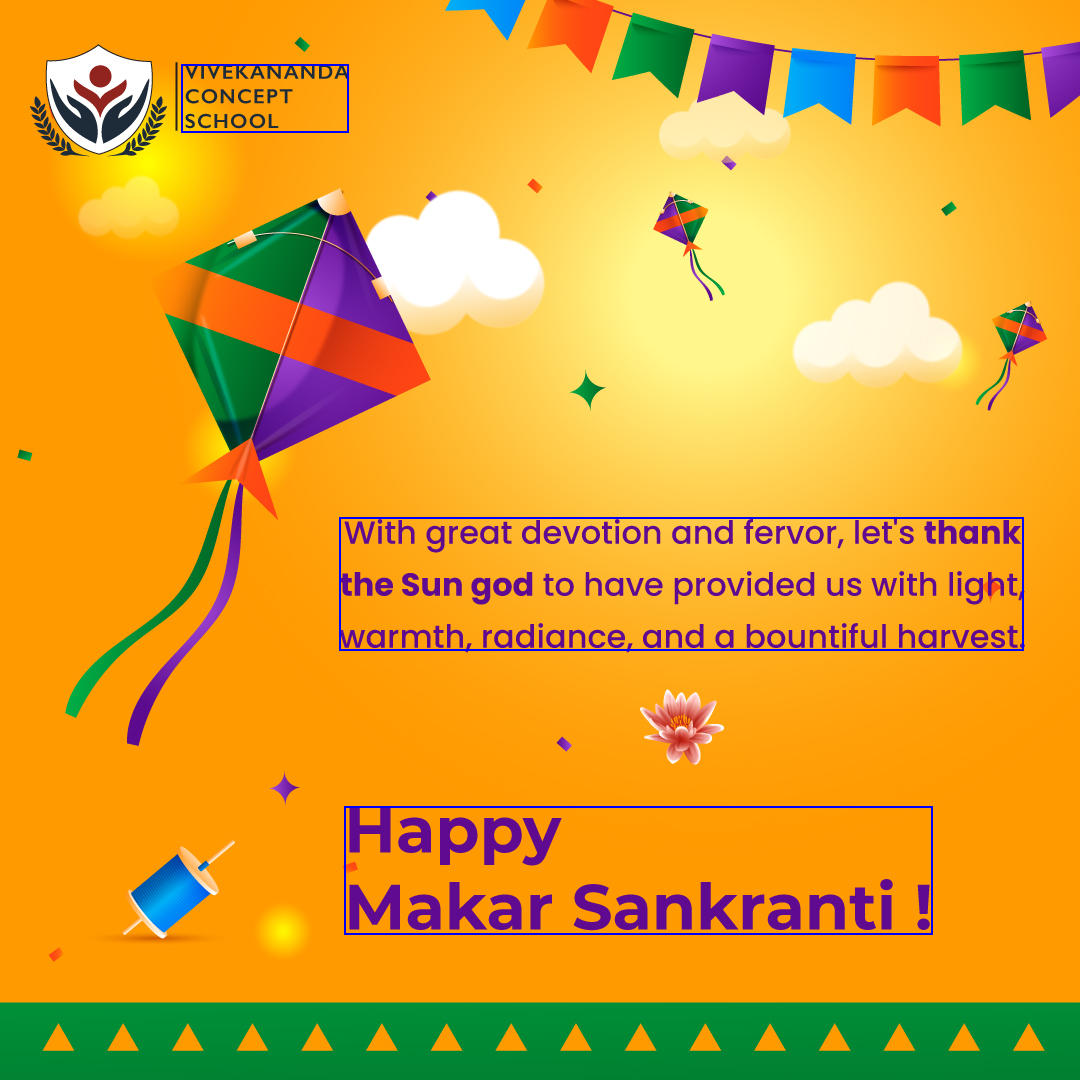 VIVEKANANDA
CONCEPT
SCHOOL
With great devotion and fervor, let's thank
the Sun god to have provided us with light,
warmth, radiance, and a bountiful harvest.
Happy
Makar Sankranti !